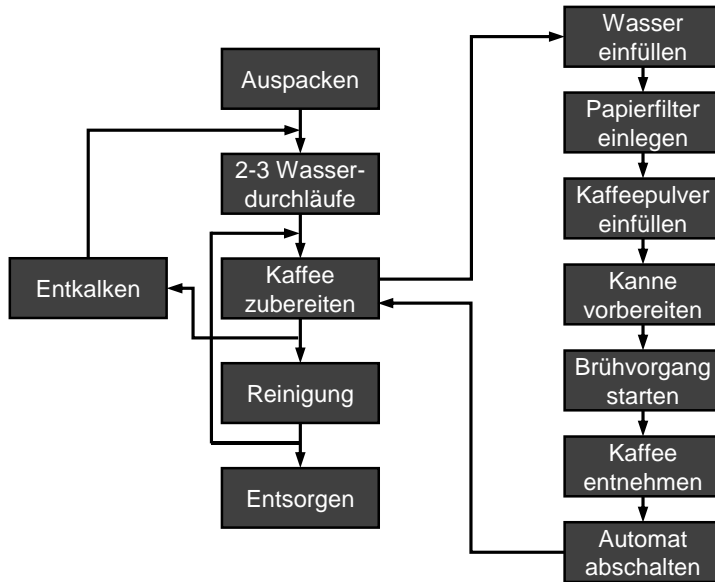 Auspacken
2-3 Wasser-
durchläufe
Kaffee
zubereiten
Entkalken
Reinigung
Entsorgen
Wasser
einfüllen
Papierfilter
einlegen
Kaffeepulver
einfüllen
Kanne
vorbereiten
Brühvorgang
starten
Kaffee
entnehmen
Automat
abschalten